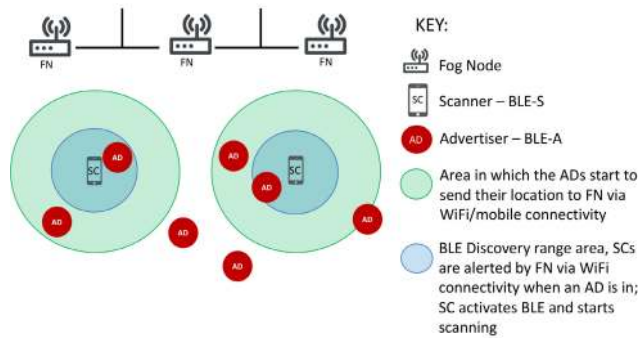 KEY:
FN
FN
FN
Fog Node
SC
Scanner – BLE-S
AD
Advertiser – BLE-A
Area in which the ADs start to
send their location to FN via
WiFi/mobile connectivity
BLE Discovery range area, SCs
are alerted by FN via WiFi
connectivity when an AD is in;
SC activates BLE and starts
scanning
AD
SC
AD
AD
AD
SC
AD
AD
AD